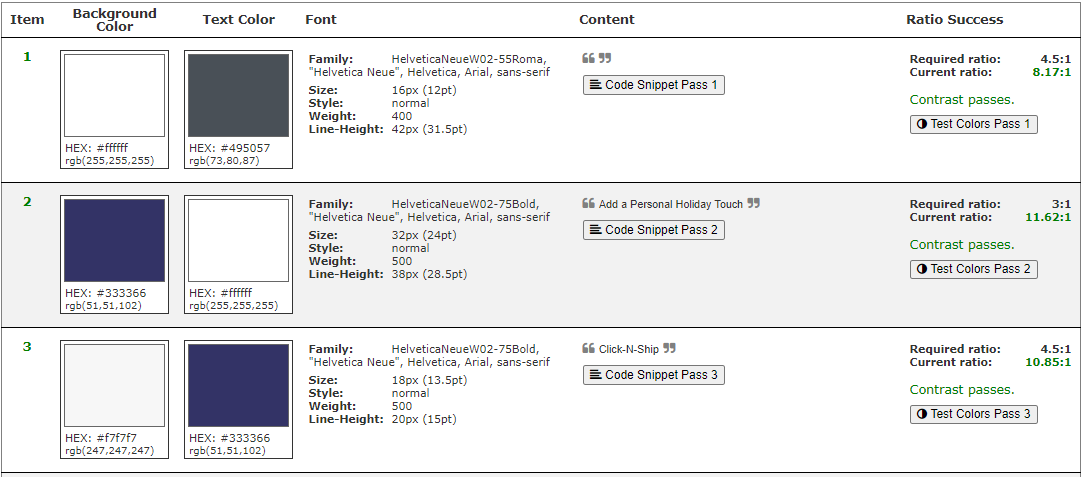 Item Background Color Text Color Font Content Ratio Success
1
HEX: #ffffff
rgb(255,255,255)
HEX: #495057
rgb(73,80,87)
Family: HelveticaNeueW02-55Roma,
"Helvetica Neue", Helvetica, Arial, sans-serif
Size: 16px (12pt)
Style: normal
Weight: 400
Line-Height: 42px (31.5pt)
❝ ❞
Code Snippet Pass 1
Required ratio: 4.5:1
Current ratio: 8.17:1
Contrast passes.
Test Colors Pass 1
2
HEX: #333366
rgb(51,51,102)
HEX: #ffffff
rgb(255,255,255)
Family: HelveticaNeueW02-75Bold,
"Helvetica Neue", Helvetica, Arial, sans-serif
Size: 32px (24pt)
Style: normal
Weight: 500
Line-Height: 38px (28.5pt)
❝ Add a Personal Holiday Touch ❞
Code Snippet Pass 2
Required ratio: 3:1
Current ratio: 11.62:1
Contrast passes.
Test Colors Pass 2
3
HEX: #f7f7f7
rgb(247,247,247)
HEX: #333366
rgb(51,51,102)
Family: HelveticaNeueW02-75Bold,
"Helvetica Neue", Helvetica, Arial, sans-serif
Size: 18px (13.5pt)
Style: normal
Weight: 500
Line-Height: 20px (15pt)
❝ Click-N-Ship ❞
Code Snippet Pass 3
Required ratio: 4.5:1
Current ratio: 10.85:1
Contrast passes.
Test Colors Pass 3